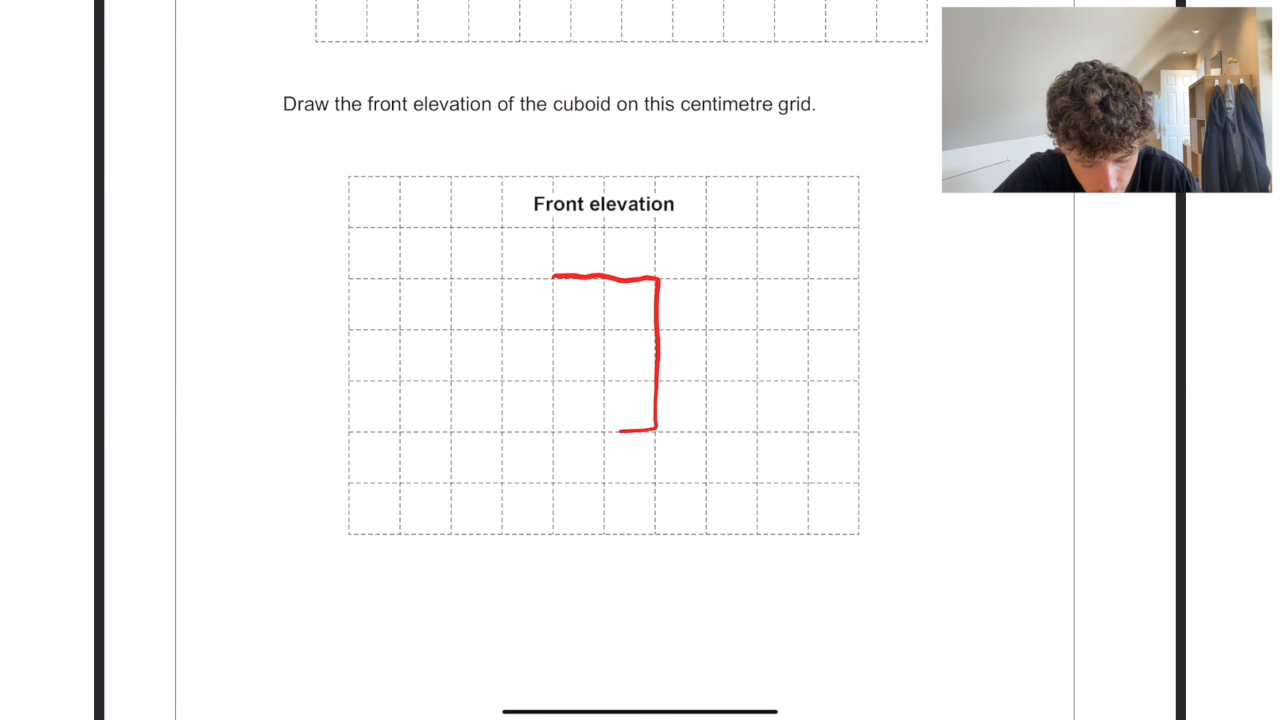 Draw the front elevation of the cuboid on this centimetre grid.
Front elevation